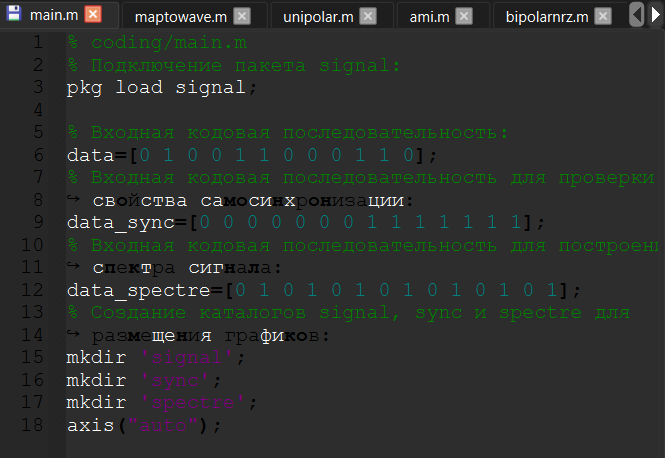 main.m maptowave.m unipolar.m ami.m bipolarnrz.m
1 % coding/main.m
2 % Подключение пакета signal:
3 pkg load signal;
4
5 % Входная кодовая последовательность:
6 data=[0 1 0 0 1 1 0 0 0 1 1 0];
7 % Входная кодовая последовательность для проверки
8 ↪ свойства самосинхронизации:
9 data_sync=[0 0 0 0 0 0 0 1 1 1 1 1 1 1];
10 % Входная кодовая последовательность для построени
11 ↪ спектра сигнала:
12 data_spectre=[0 1 0 1 0 1 0 1 0 1 0 1 0 1];
13 % Создание каталогов signal, sync и spectre для
14 ↪ размещения графиков:
15 mkdir 'signal';
16 mkdir 'sync';
17 mkdir 'spectre';
18 axis("auto");